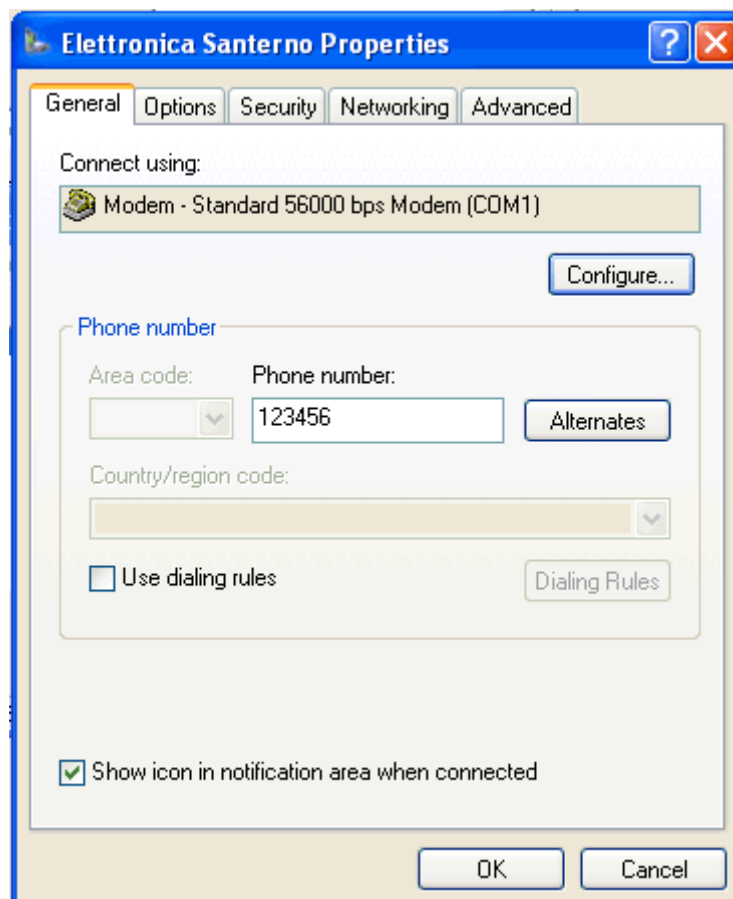 Elettronica Santerno Properties
General Options Security Networking Advanced
Connect using:
Modem - Standard 56000 bps Modem (COM1)
Configure...
Phone number
Area code: Phone number:
123456 Alternates
Country/region code:
Use dialing rules Dialing Rules
Show icon in notification area when connected
OK Cancel